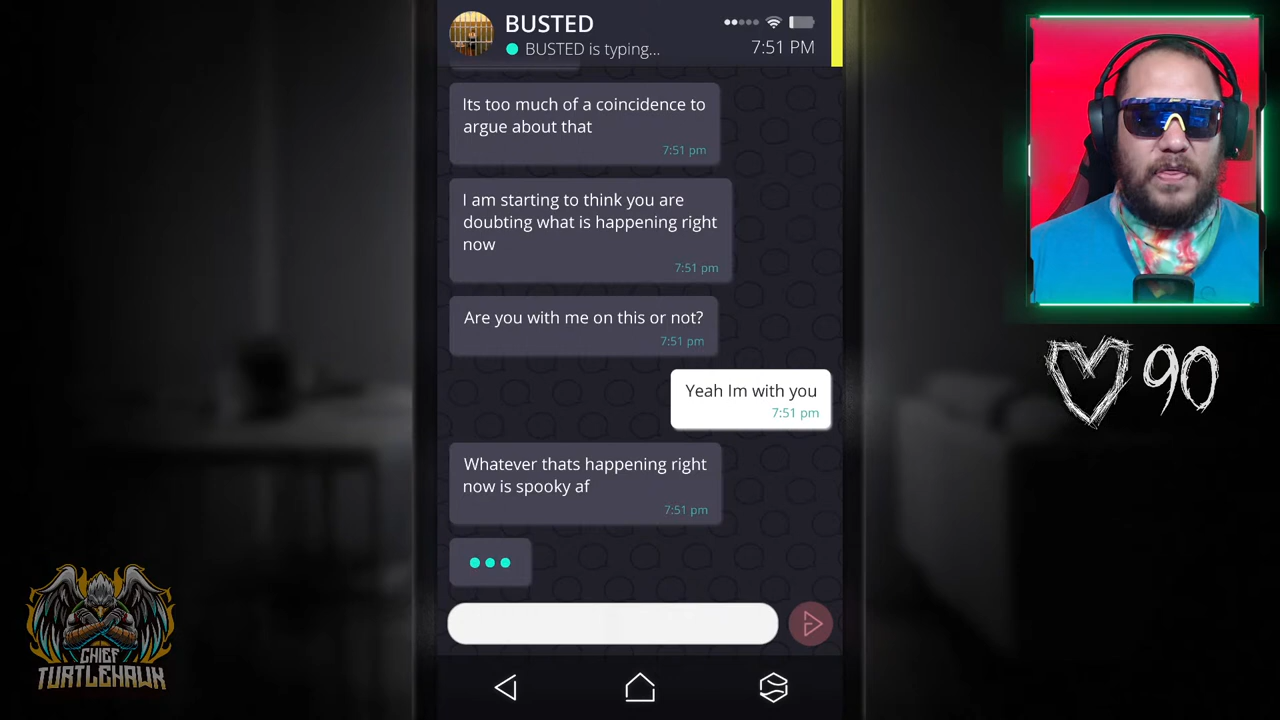 BUSTED
BUSTED is typing...
7:51 PM
Its too much of a coincidence to
argue about that
7:51 pm
I am starting to think you are
doubting what is happening right
now
7:51 pm
Are you with me on this or not?
7:51 pm
Yeah Im with you
7:51 pm
Whatever thats happening right
now is spooky af
7:51 pm
90
CHIEF
TURTLEHAWK